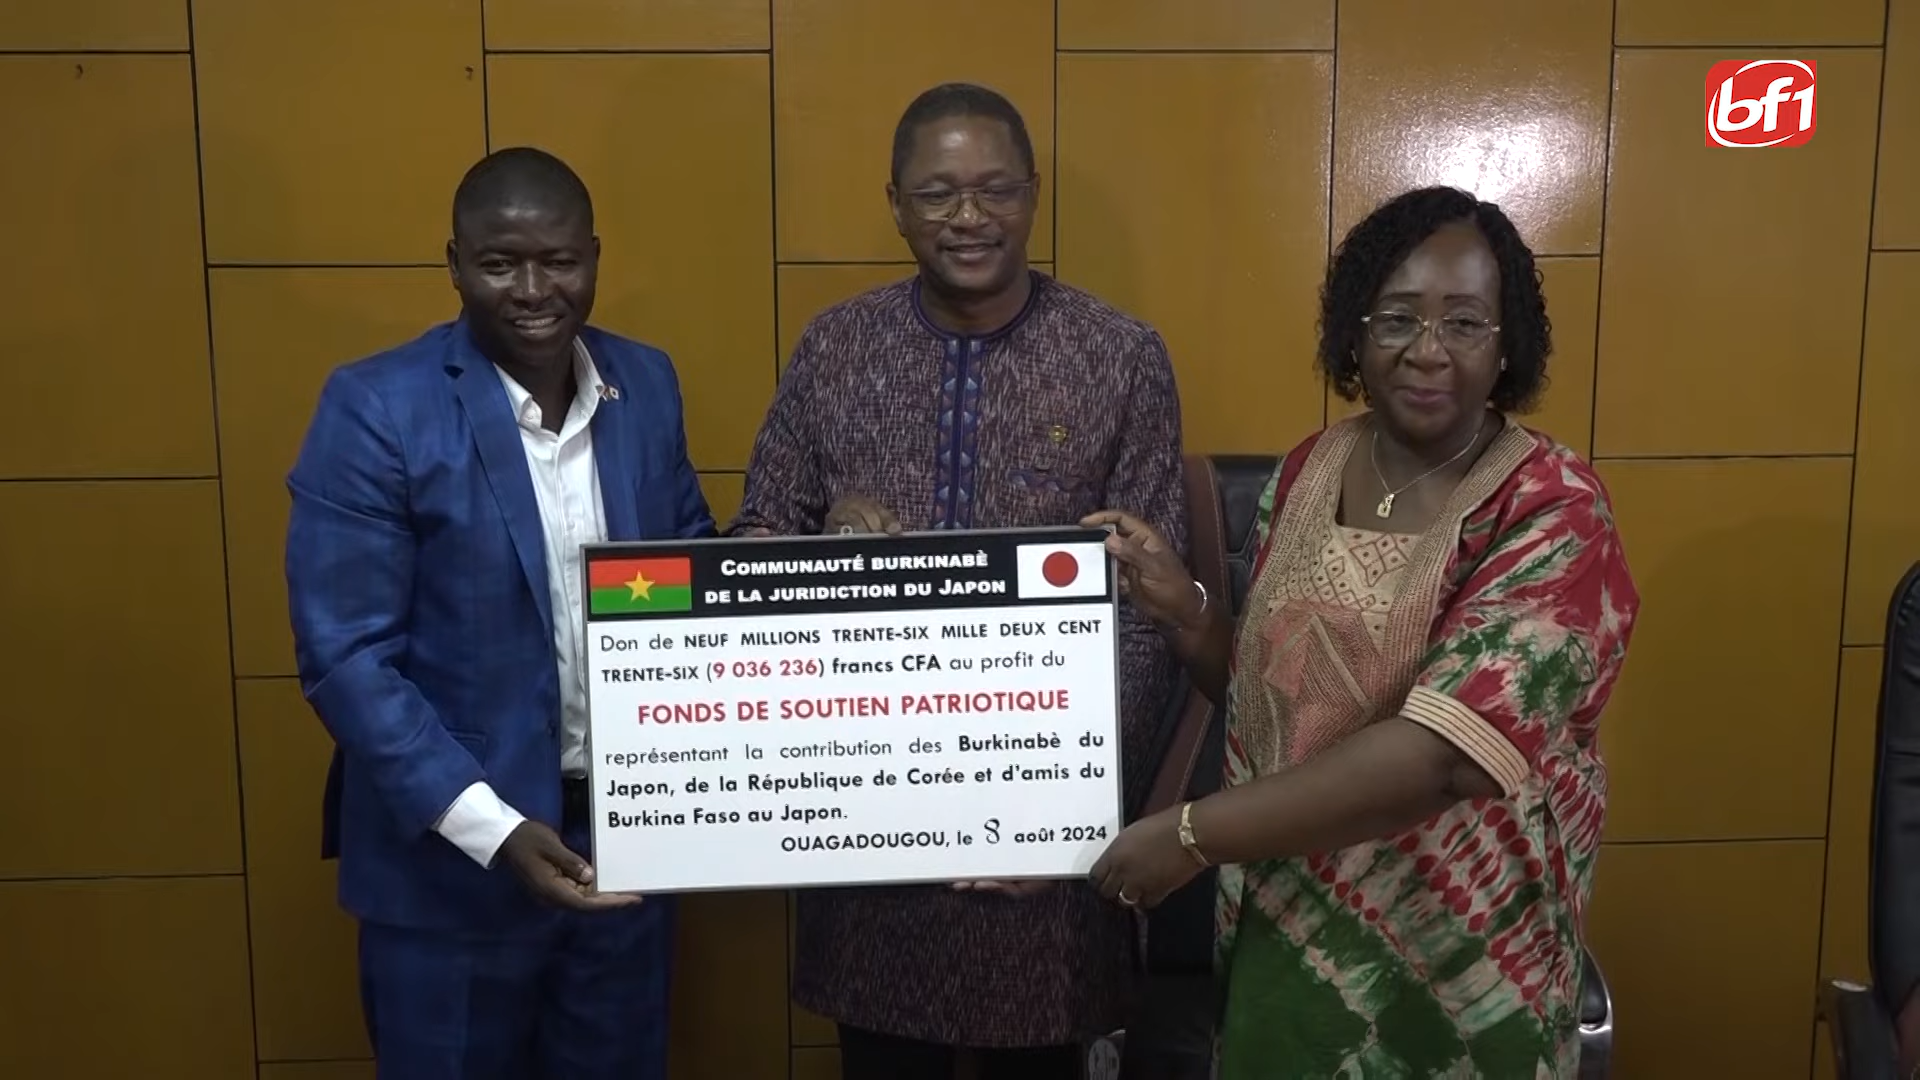 bf1
COMMUNAUTÉ BURKINABÈ
DE LA JURIDICTION DU JAPON
Don de NEUF MILLIONS TRENTE-SIX MILLE DEUX CENT
TRENTE-SIX (9 036 236) francs CFA au profit du
FONDS DE SOUTIEN PATRIOTIQUE
représentant la contribution des Burkinabè du
Japon, de la République de Corée et d'amis du
Burkina Faso au Japon.
OUAGADOUGOU, le 8 août 2024